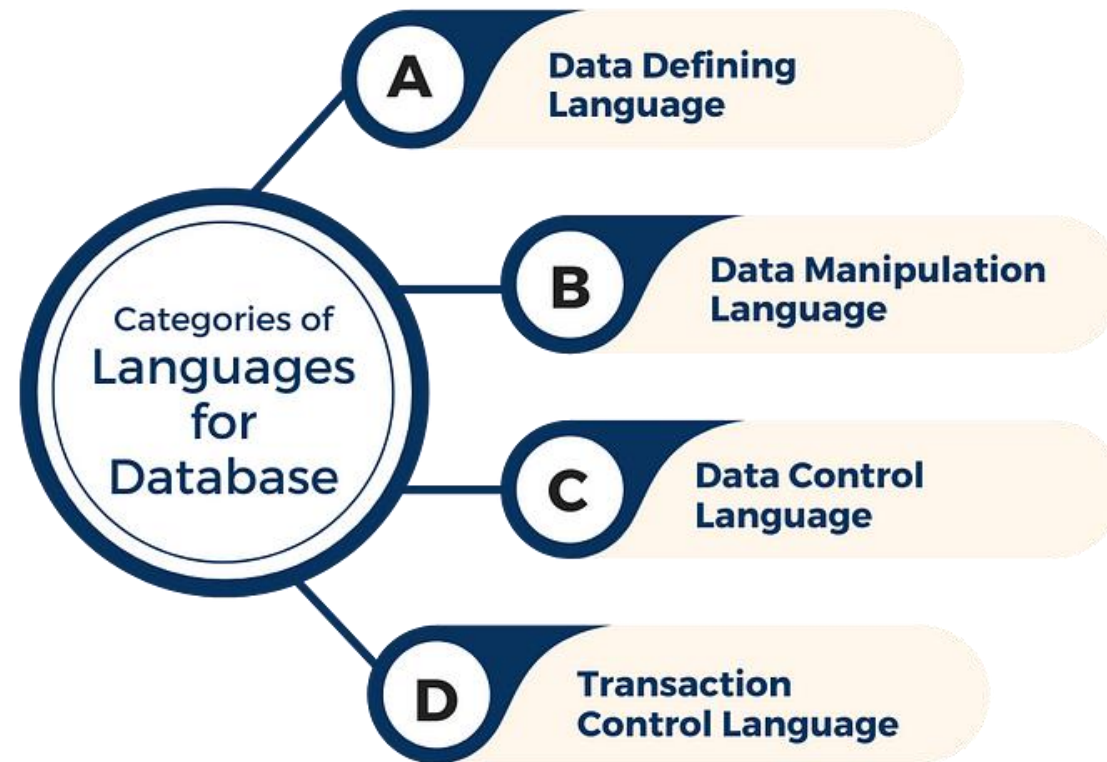 Categories of
Languages
for
Database
A
Data Defining
Language
B
Data Manipulation
Language
C
Data Control
Language
D
Transaction
Control Language